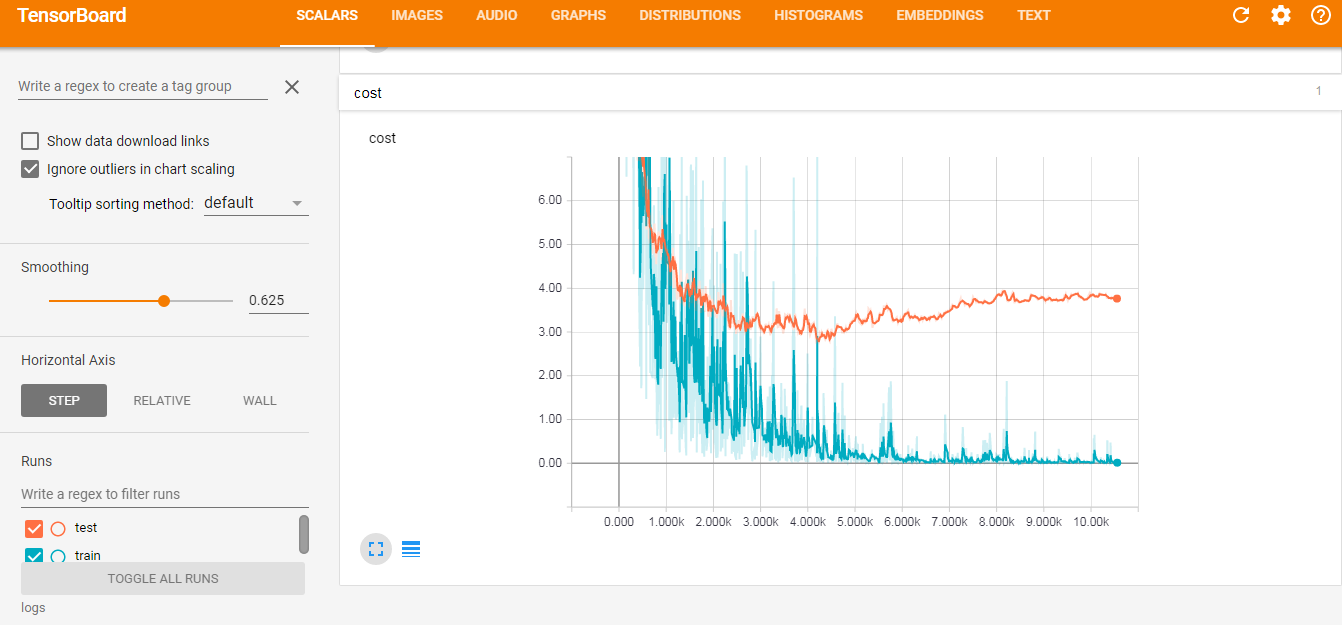 TensorBoard SCALARS IMAGES AUDIO GRAPHS DISTRIBUTIONS HISTOGRAMS EMBEDDINGS TEXT
Write a regex to create a tag group
Show data download links
Ignore outliers in chart scaling
Tooltip sorting method: default
Smoothing
0.625
Horizontal Axis
STEP RELATIVE WALL
Runs
Write a regex to filter runs
test
train
TOGGLE ALL RUNS
logs
cost 1
cost
6.00
5.00
4.00
3.00
2.00
1.00
0.00
0.000 1.000k 2.000k 3.000k 4.000k 5.000k 6.000k 7.000k 8.000k 9.000k 10.00k